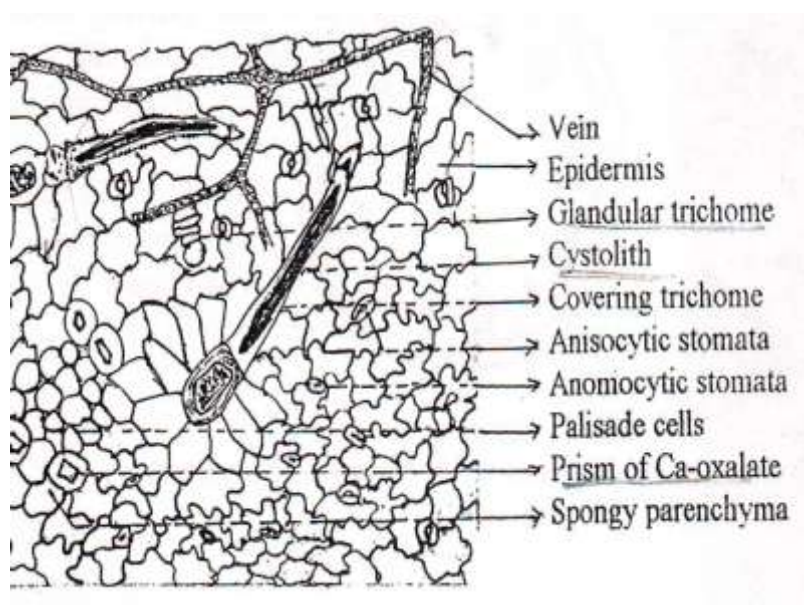 Vein
Epidermis
Glandular trichome
Cystolith
Covering trichome
Anisocytic stomata
Anomocytic stomata
Palisade cells
Prism of Ca-oxalate
Spongy parenchyma